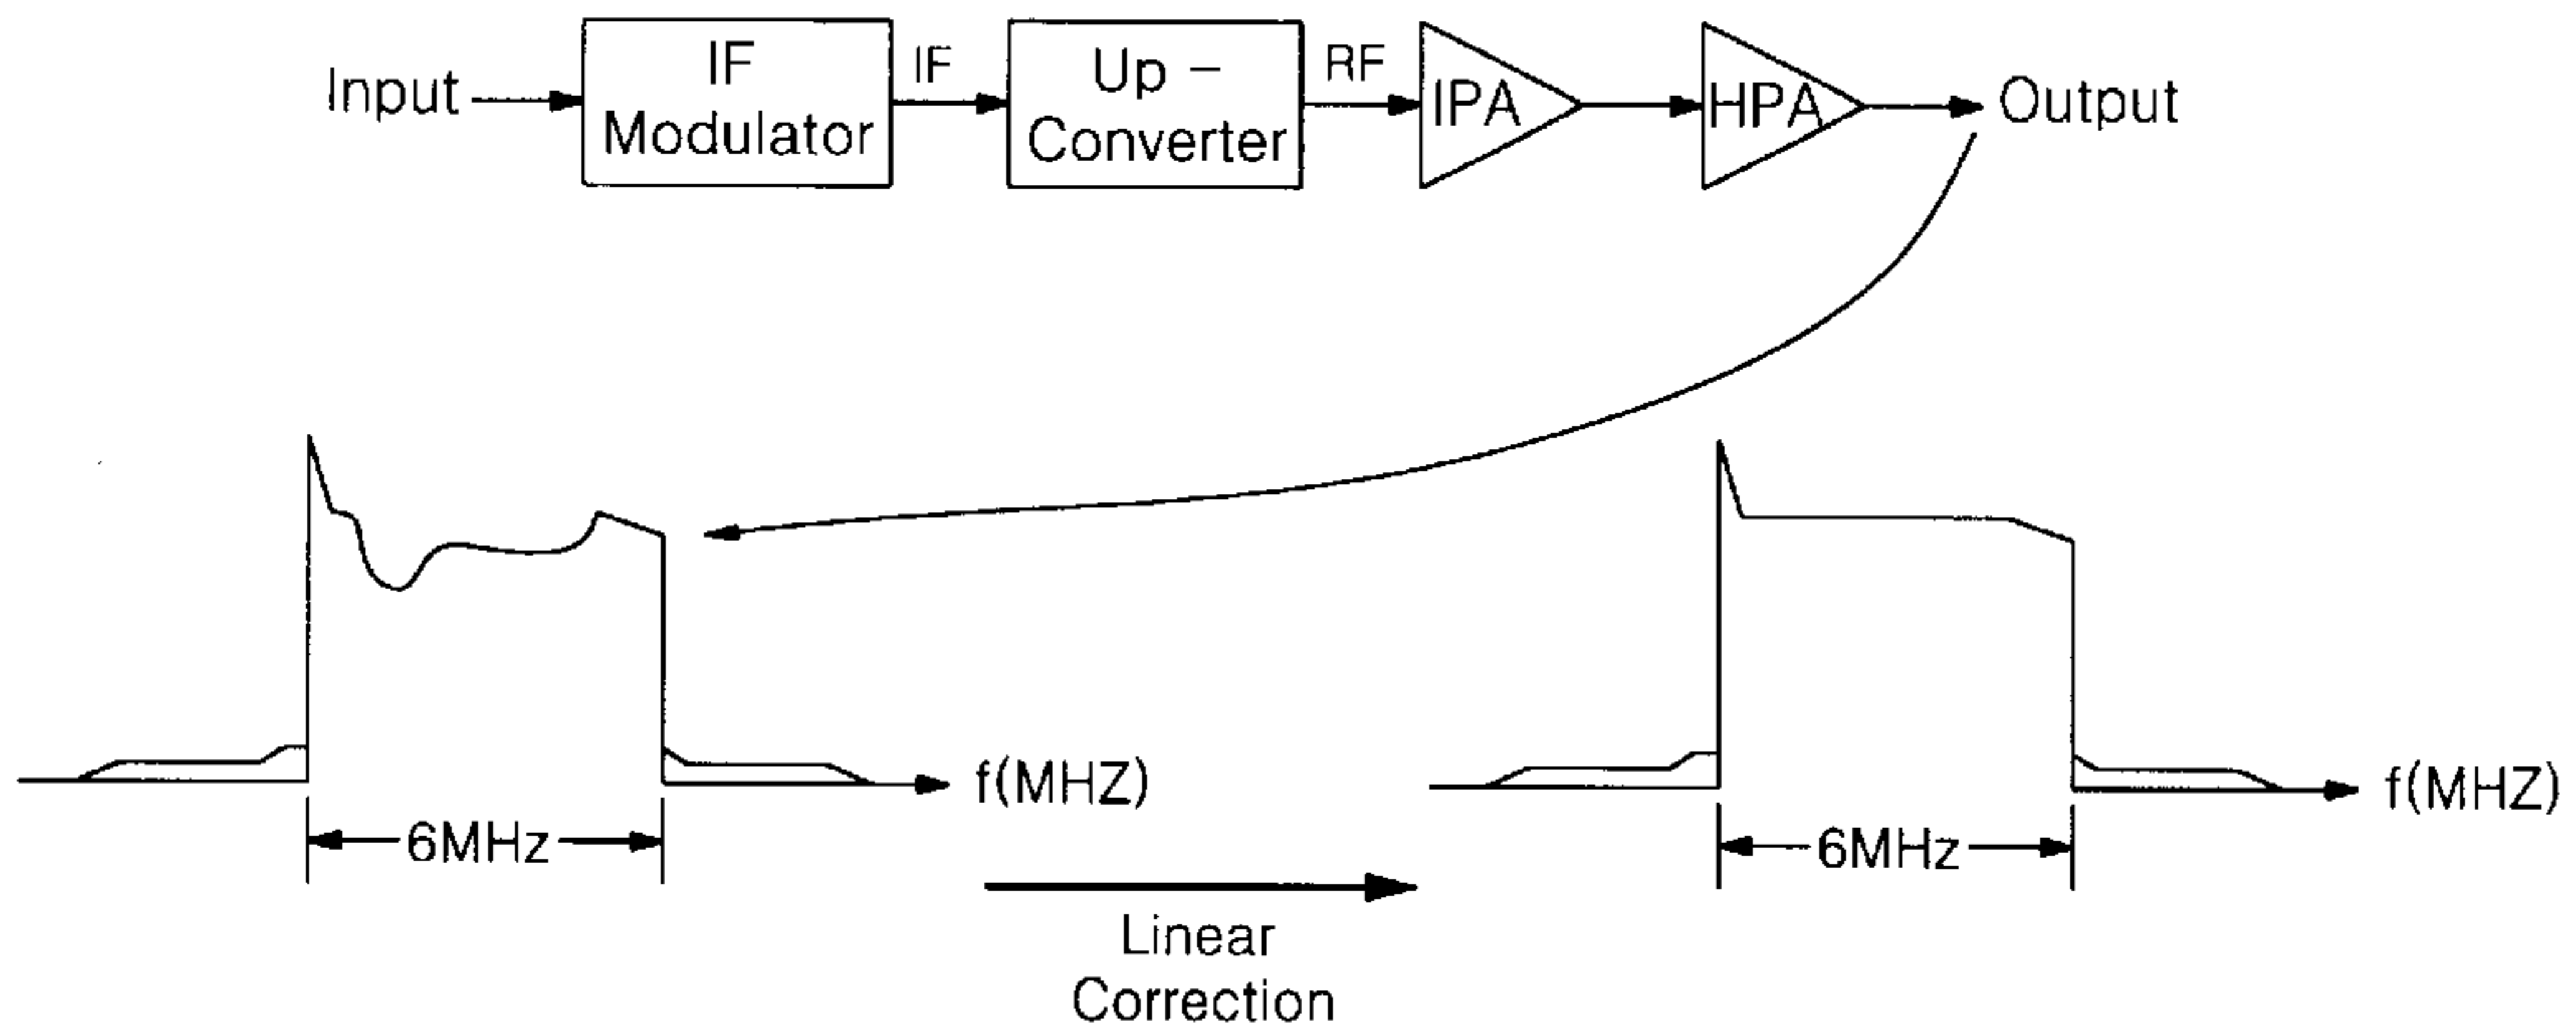 Input
IF
Modulator
IF
Up -
Converter
RF
IPA
HPA
Output
f(MHZ)
6MHz
f(MHZ)
6MHz
Linear
Correction